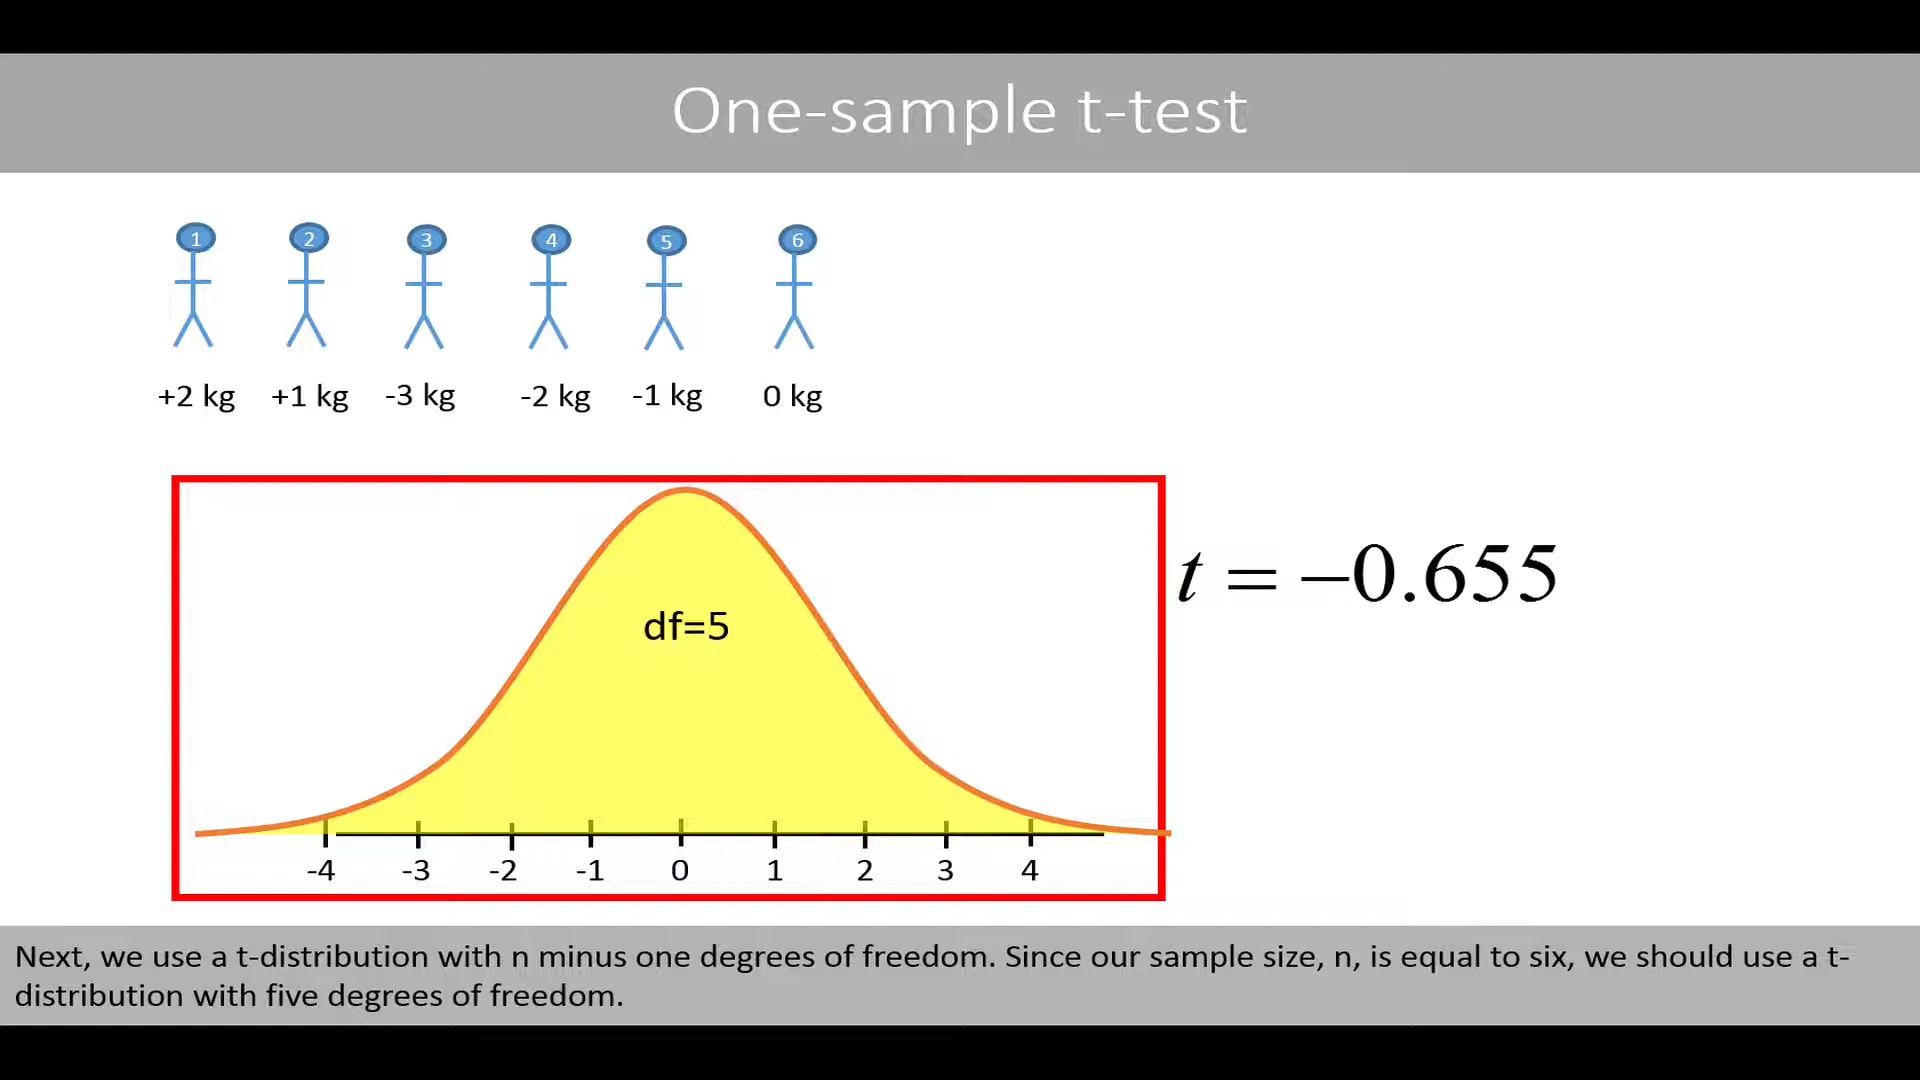 One-sample t-test
1 2 3 4 5 6
+2 kg +1 kg -3 kg -2 kg -1 kg 0 kg
df=5
t = −0.655
-4 -3 -2 -1 0 1 2 3 4
Next, we use a t-distribution with n minus one degrees of freedom. Since our sample size, n, is equal to six, we should use a t-
distribution with five degrees of freedom.